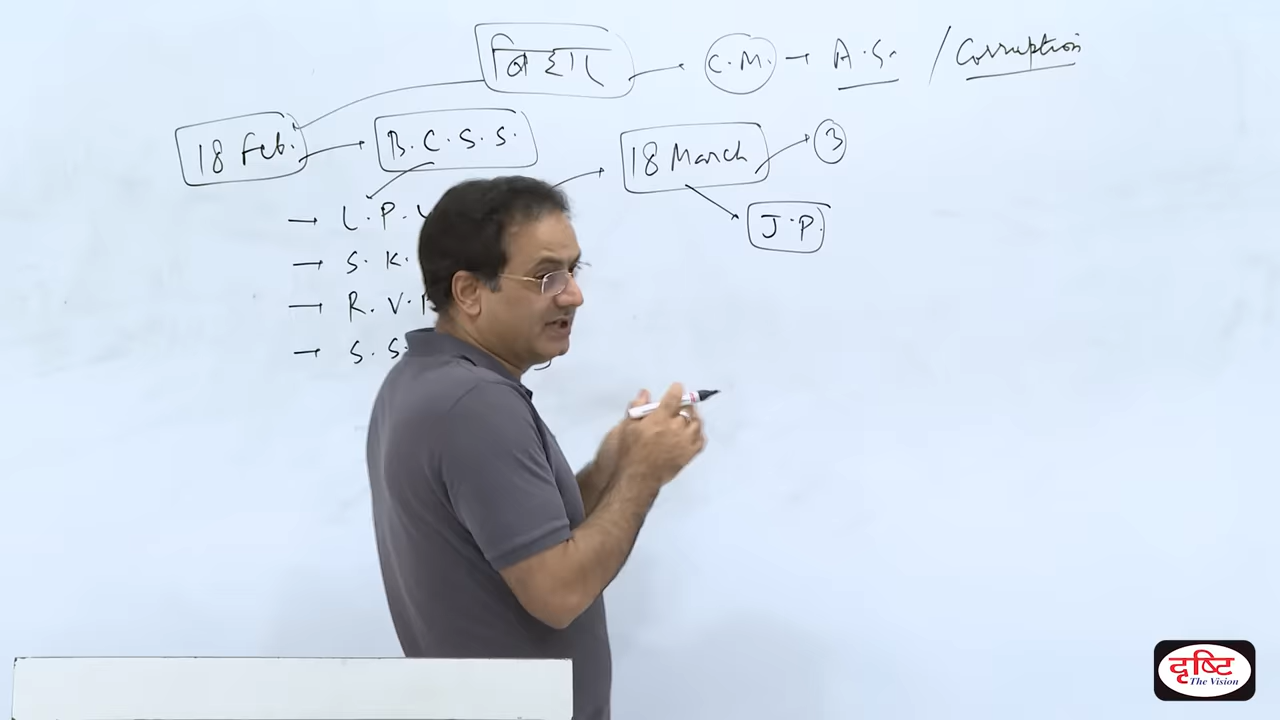 बिहार C.M. → A.S. / Corruption
18 Feb. B.C.S.S. 18 March 3
→ L.P. J.P.
→ S.K.
→ R.V.P
→ S.S.
दृष्टि
The Vision